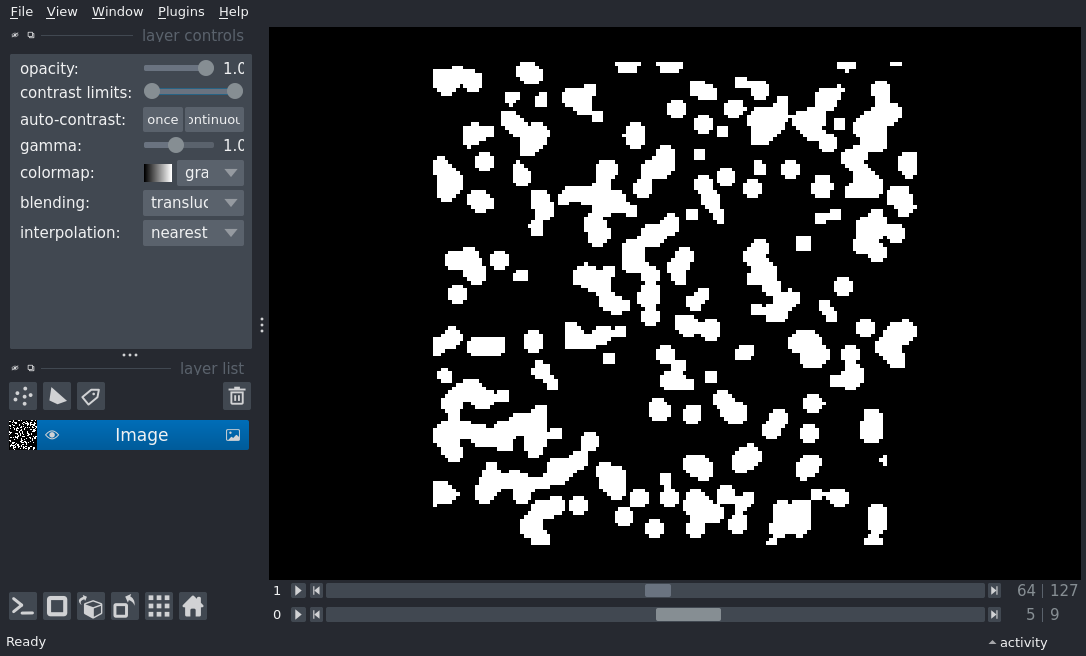 File View Window Plugins Help
layer controls
opacity: 1.0
contrast limits:
auto-contrast: once ontinuou
gamma: 1.0
colormap: gra
blending: transluc
interpolation: nearest
layer list
Image
1 64 | 127
0 5 | 9
Ready activity